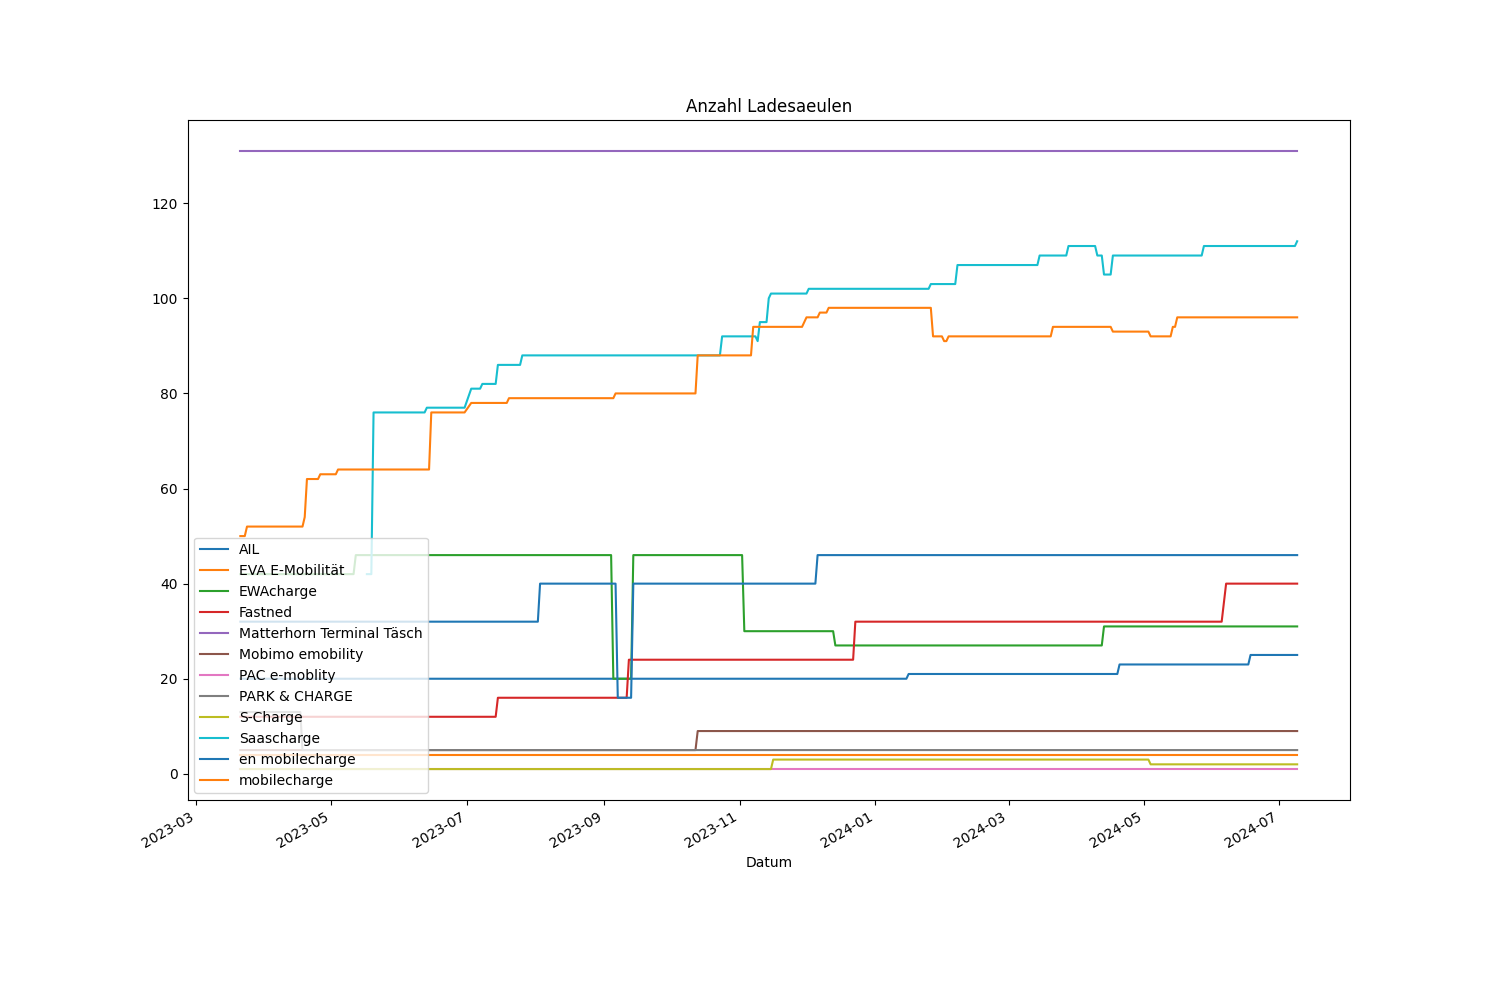 Anzahl Ladesaeulen
120
100
80
60
40
20
0
AIL
EVA E-Mobilität
EWAcharge
Fastned
Matterhorn Terminal Täsch
Mobimo emobility
PAC e-moblity
PARK & CHARGE
S-Charge
Saascharge
en mobilecharge
mobilecharge
2023-03
2023-05
2023-07
2023-09
2023-11
2024-01
2024-03
2024-05
2024-07
Datum